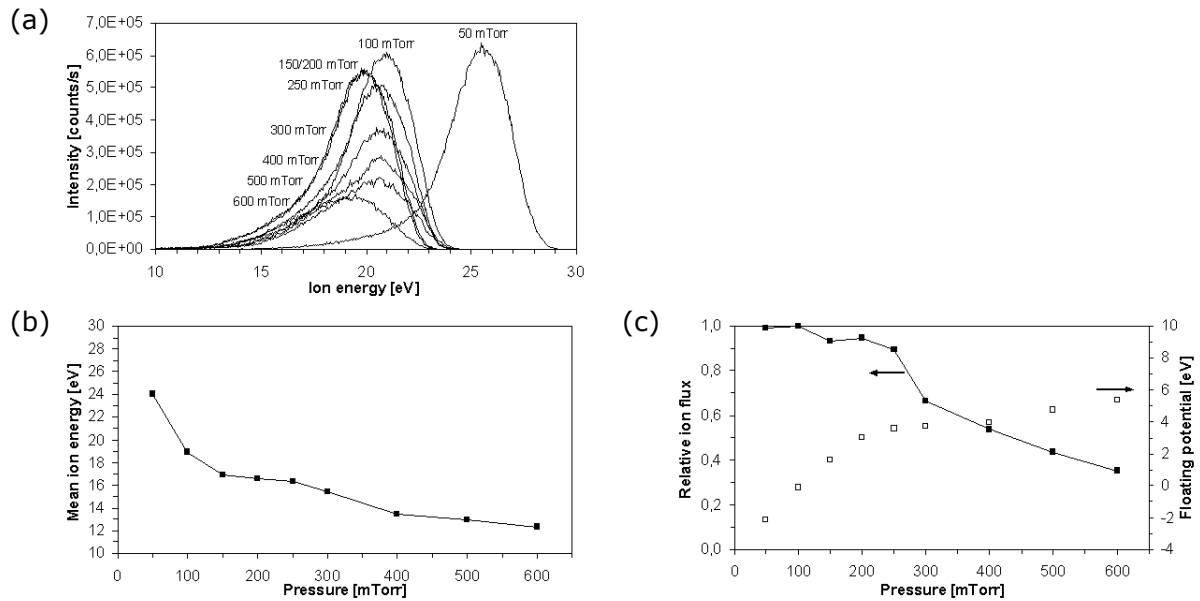 (a)
Intensity [counts/s]
7,0E+05
6,0E+05
5,0E+05
4,0E+05
3,0E+05
2,0E+05
1,0E+05
0,0E+00
50 mTorr
100 mTorr
150/200 mTorr
250 mTorr
300 mTorr
400 mTorr
500 mTorr
600 mTorr
10 15 20 25 30
Ion energy [eV]
(b)
Mean ion energy [eV]
30
28
26
24
22
20
18
16
14
12
10
0 100 200 300 400 500 600
Pressure [mTorr]
(c)
Relative ion flux
1,0
0,8
0,6
0,4
0,2
0,0
10
8
6
4
2
0
-2
-4
Floating potential [eV]
0 100 200 300 400 500 600
Pressure [mTorr]